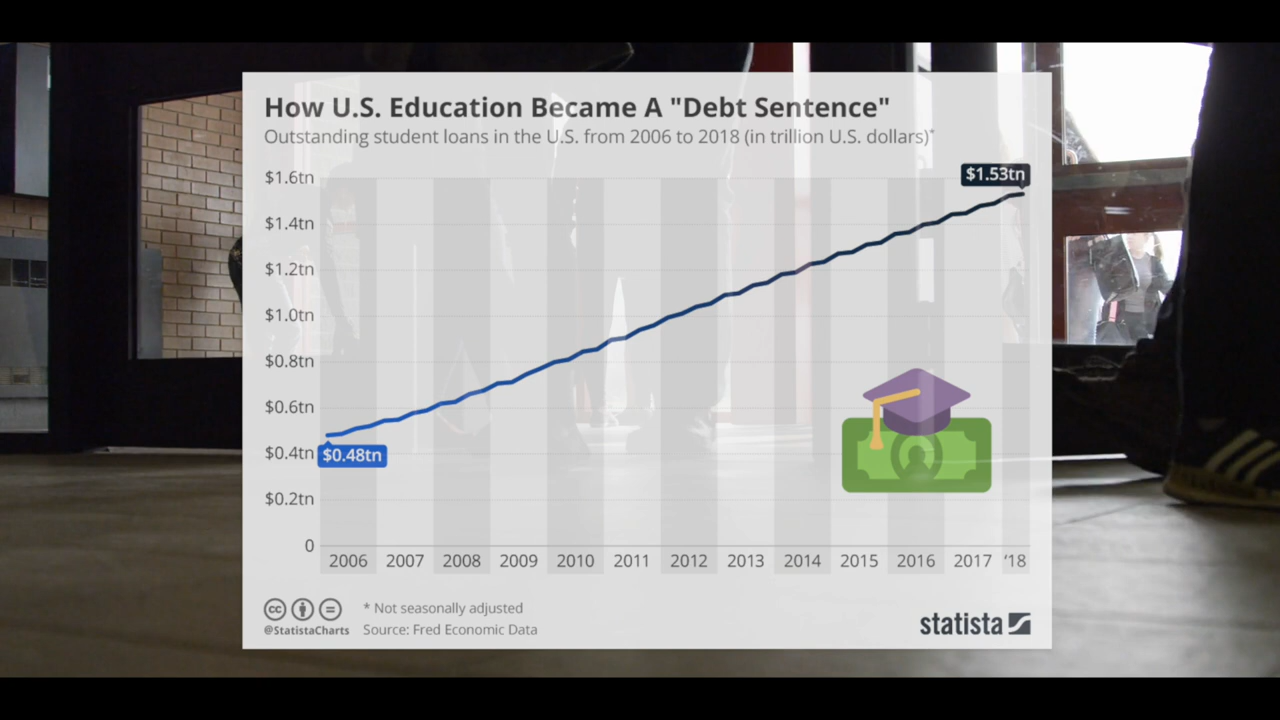 How U.S. Education Became A "Debt Sentence"
Outstanding student loans in the U.S. from 2006 to 2018 (in trillion U.S. dollars)*
$1.6tn
$1.53tn
$1.4tn
$1.2tn
$1.0tn
$0.8tn
$0.6tn
$0.4tn
$0.48tn
$0.2tn
0
2006 2007 2008 2009 2010 2011 2012 2013 2014 2015 2016 2017 '18
cc
* Not seasonally adjusted
@StatistaCharts
Source: Fred Economic Data
statista